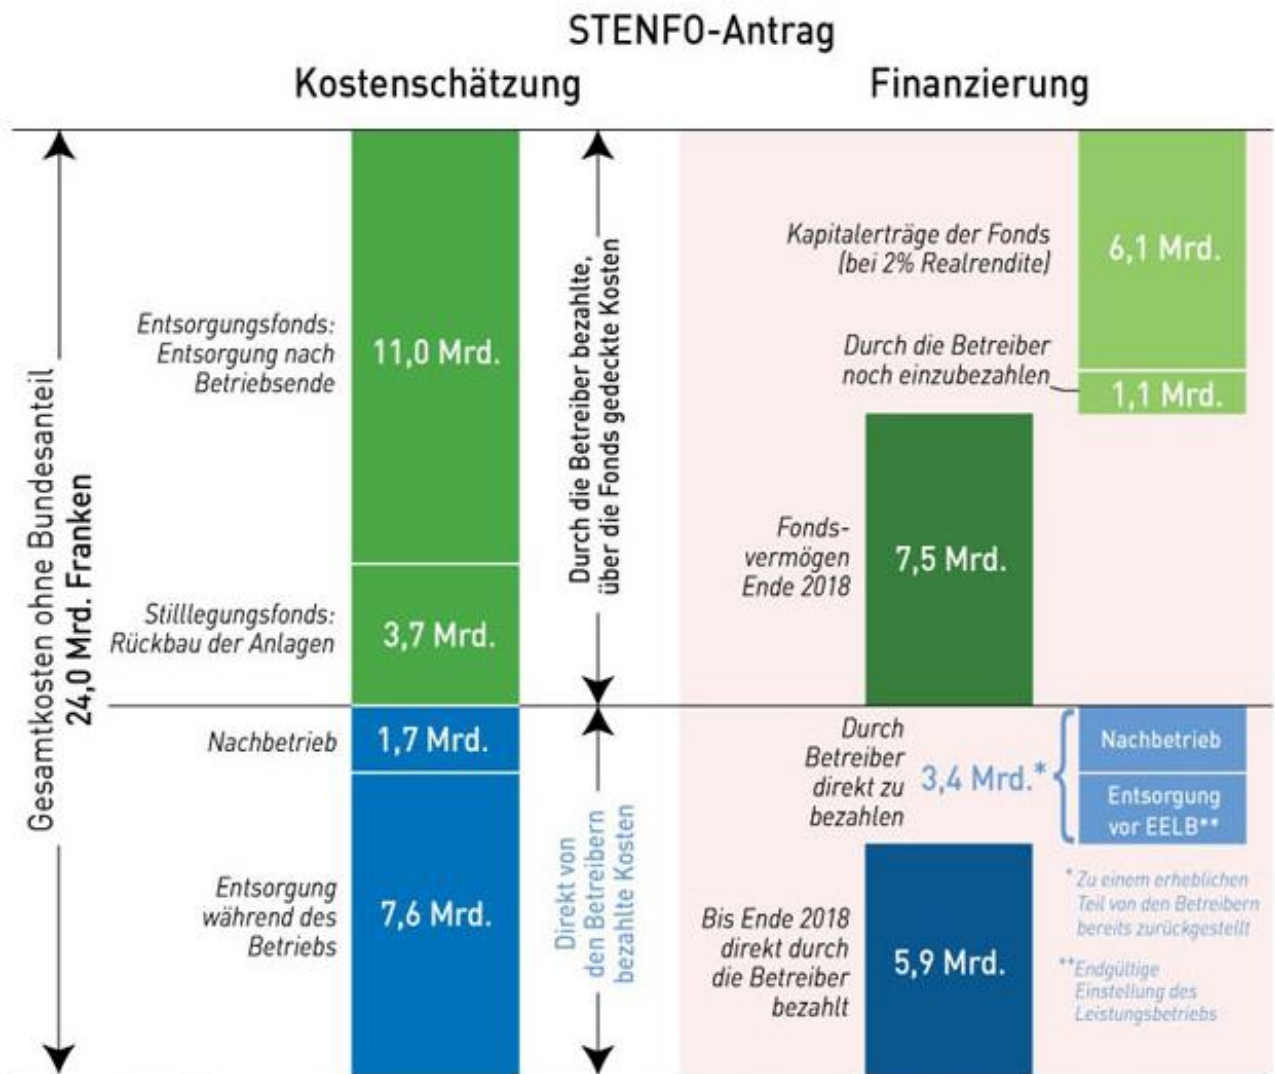 STENFO-Antrag
Kostenschätzung
Finanzierung
Gesamtkosten ohne Bundesanteil
24,0 Mrd. Franken
Entsorgungsfonds:
Entsorgung nach
Betriebsende
11,0 Mrd.
Stilllegungsfonds:
Rückbau der Anlagen
3,7 Mrd.
Nachbetrieb
1,7 Mrd.
Entsorgung
während des
Betriebs
7,6 Mrd.
Durch die Betreiber bezahlte,
über die Fonds gedeckte Kosten
Direkt von
den Betreibern
bezahlte Kosten
Kapitalerträge der Fonds
(bei 2% Realrendite)
6,1 Mrd.
Durch die Betreiber
noch einzubezahlen
1,1 Mrd.
Fonds-
vermögen
Ende 2018
7,5 Mrd.
Durch
Betreiber
direkt zu
bezahlen
3,4 Mrd.*
Nachbetrieb
Entsorgung
vor EELB**
Bis Ende 2018
direkt durch
die Betreiber
bezahlt
5,9 Mrd.
* Zu einem erheblichen
Teil von den Betreibern
bereits zurückgestellt
**Endgültige
Einstellung des
Leistungsbetriebs